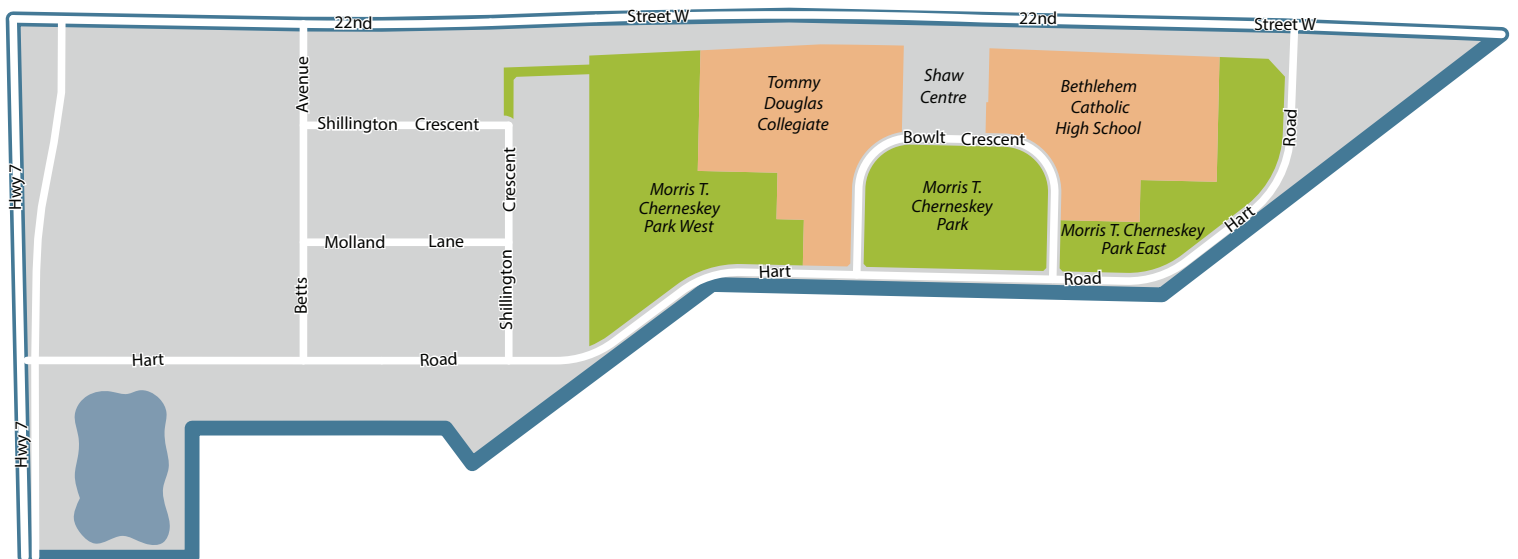 22nd
Street W
22nd
Street W
Avenue
Shillington Crescent
Tommy
Douglas
Collegiate
Shaw
Centre
Bethlehem
Catholic
High School
Road
Bowlt Crescent
Hwy 7
Crescent
Morris T.
Cherneskey
Park West
Morris T.
Cherneskey
Park
Morris T. Cherneskey
Park East
Hart
Molland Lane
Betts
Shillington
Hart
Road
Hart
Road
Hwy 7